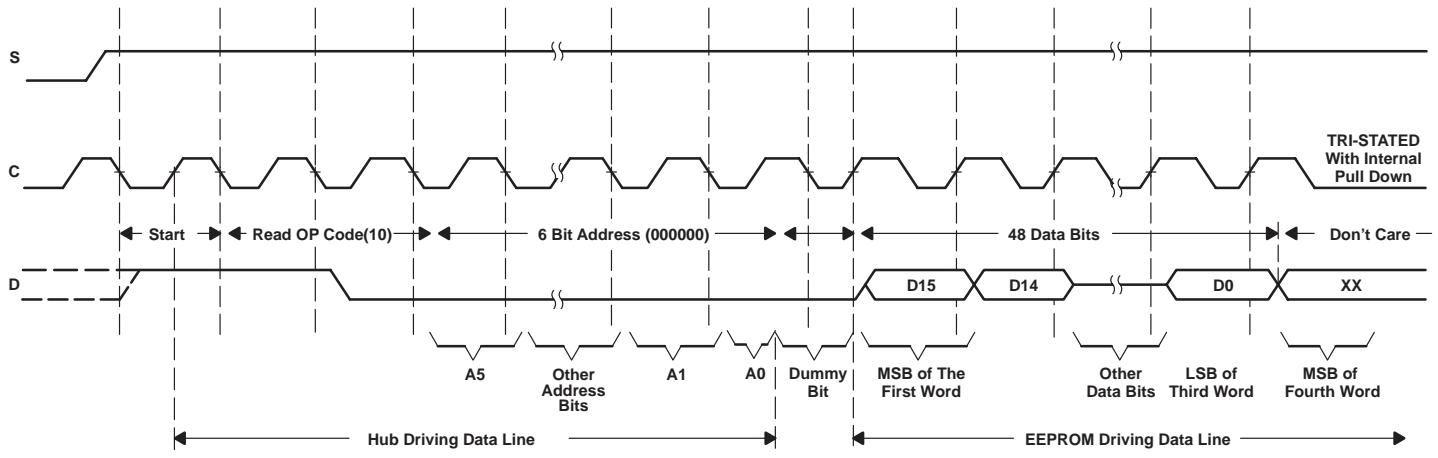 S
C
TRI-STATED
With Internal
Pull Down
Start
Read OP Code(10)
6 Bit Address (000000)
48 Data Bits
Don't Care
D
D15
D14
D0
XX
A5
Other
Address
Bits
A1
A0
Dummy
Bit
MSB of The
First Word
Other
Data Bits
LSB of
Third Word
MSB of
Fourth Word
Hub Driving Data Line
EEPROM Driving Data Line